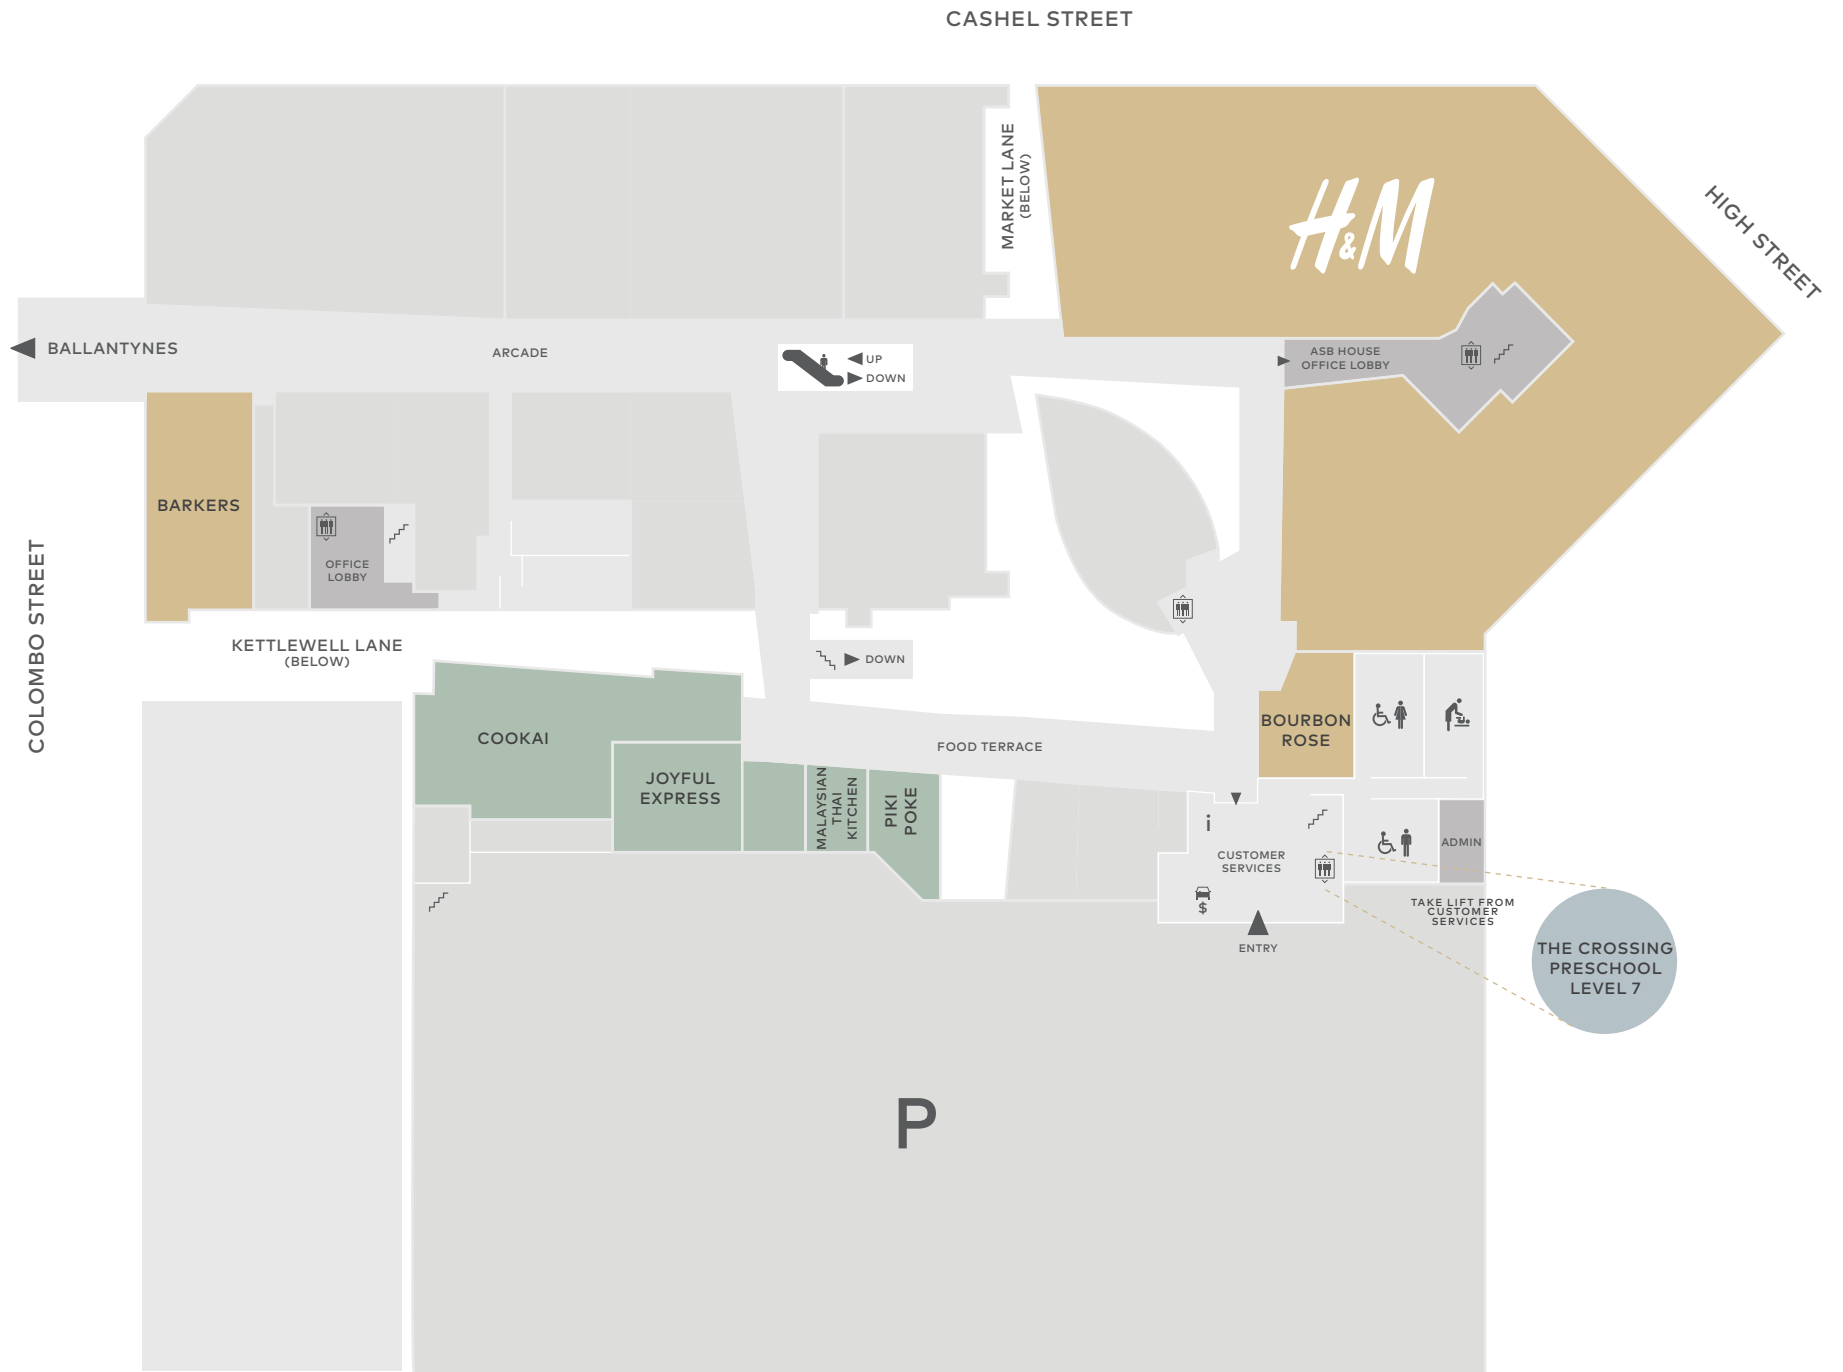 CASHEL STREET
MARKET LANE
(BELOW)
H&M
HIGH STREET
BALLANTYNES
ARCADE
UP
DOWN
ASB HOUSE
OFFICE LOBBY
BARKERS
OFFICE
LOBBY
COLOMBO STREET
KETTLEWELL LANE
(BELOW)
DOWN
COOKAI
JOYFUL
EXPRESS
MALAYSIAN
THAI
KITCHEN
PIKI
POKE
FOOD TERRACE
BOURBON
ROSE
i
CUSTOMER
SERVICES
$
ADMIN
ENTRY
TAKE LIFT FROM
CUSTOMER
SERVICES
THE CROSSING
PRESCHOOL
LEVEL 7
P